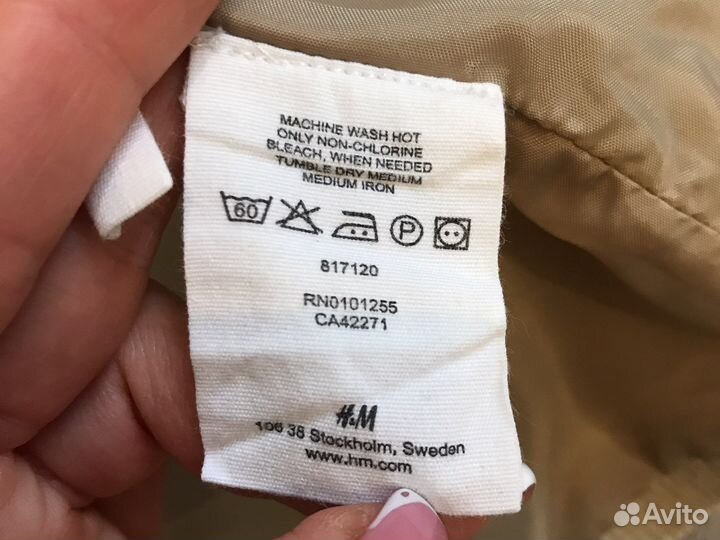 MACHINE WASH HOT
ONLY NON-CHLORINE
BLEACH, WHEN NEEDED
TUMBLE DRY MEDIUM
MEDIUM IRON
60 P
817120
RN0101255
CA42271
H&M
106 38 Stockholm, Sweden
www.hm.com
Avito